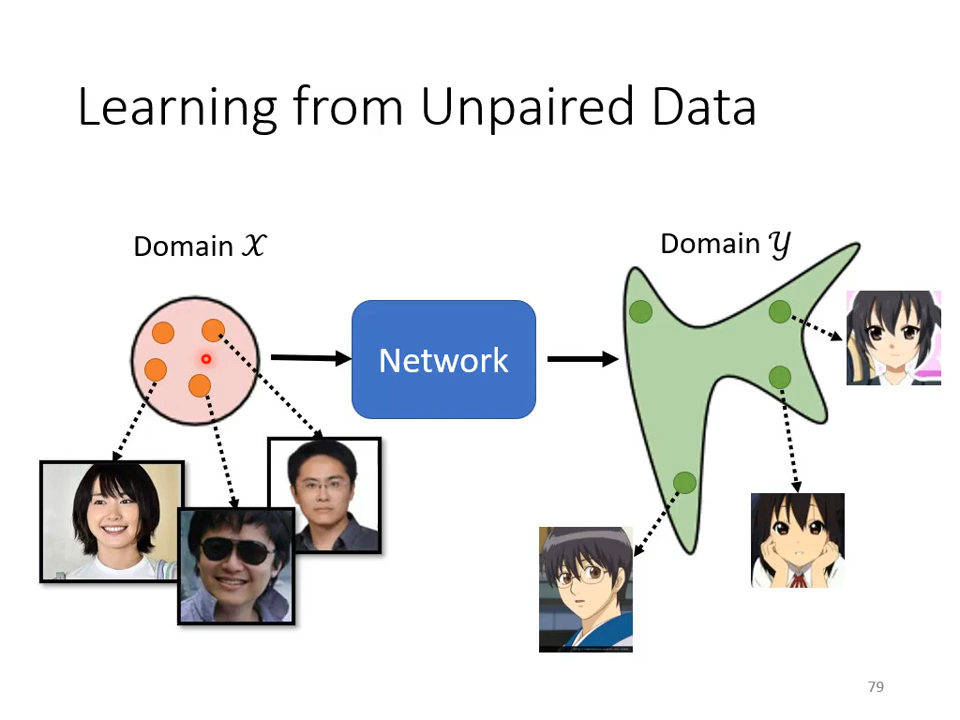 Learning from Unpaired Data
Domain 𝒳
Domain 𝒴
Network
79